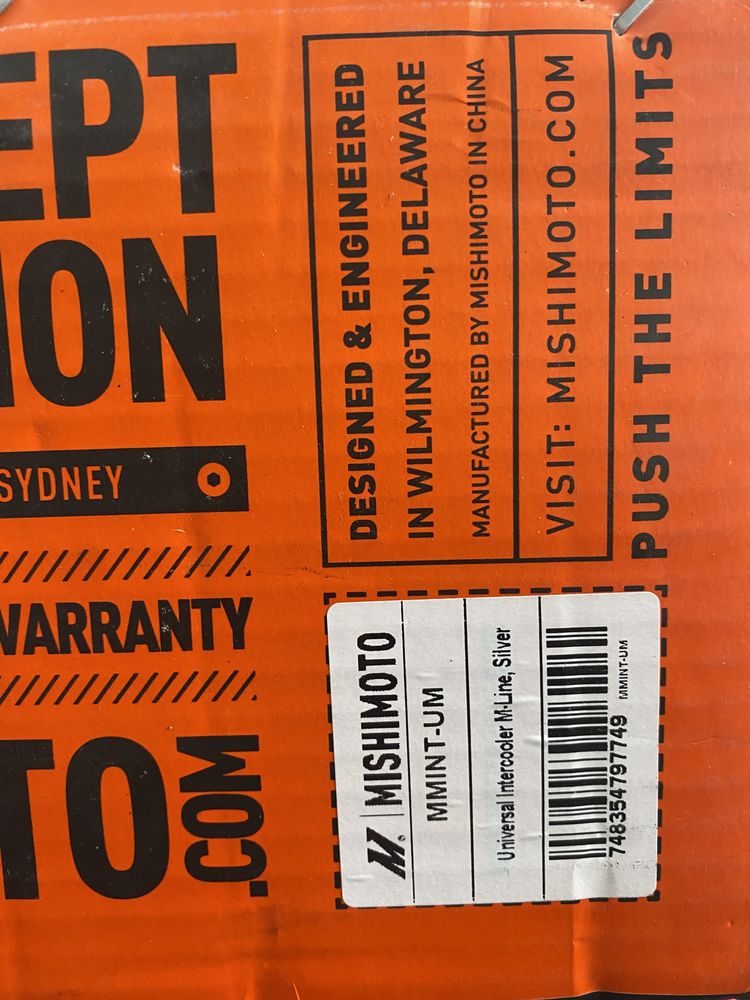 EPT
ION
SYDNEY
WARRANTY
TO
.COM
DESIGNED & ENGINEERED
IN WILMINGTON, DELAWARE
MANUFACTURED BY MISHIMOTO IN CHINA
VISIT: MISHIMOTO.COM
PUSH THE LIMITS
M. | MISHIMOTO
MMINT-UM
Universal Intercooler M-Line, Silver
748354797749
MMINT-UM